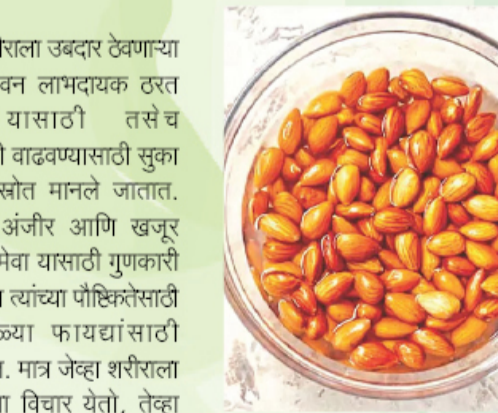 राला उबदार ठेवणाऱ्या
वन लाभदायक ठरत
यासाठी तसेच
वाढवण्यासाठी सुका
स्रोत मानले जातात.
अंजीर आणि खजूर
मेवा यासाठी गुणकारी
त्यांच्या पौष्टिकतेसाठी
ळ्या फायद्यांसाठी
मात्र जेव्हा शरीराला
विचार येतो, तेव्हा